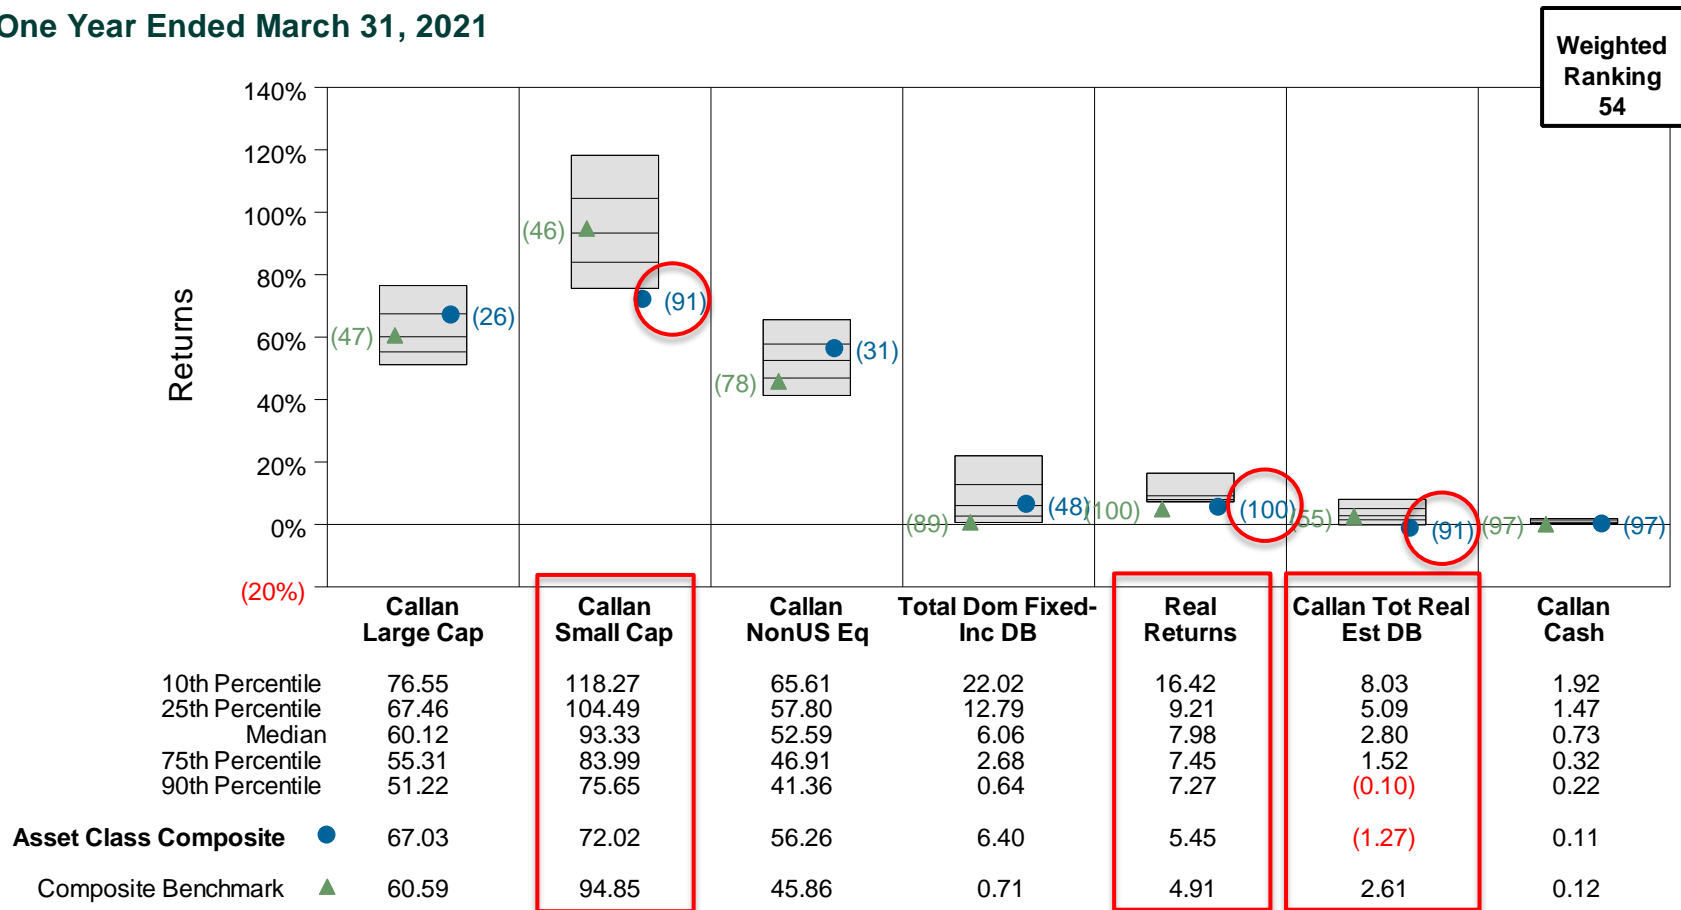 One Year Ended March 31, 2021
Weighted
Ranking
54
Returns
140%
120%
100%
80%
60%
40%
20%
0%
(20%)
(47) (26)
(46) (91)
(78) (31)
(89) (48)
(100) (100)
(55) (91)
(97) (97)
Callan Large Cap Callan Small Cap Callan NonUS Eq Total Dom Fixed-Inc DB Real Returns Callan Tot Real Est DB Callan Cash
10th Percentile 76.55 118.27 65.61 22.02 16.42 8.03 1.92
25th Percentile 67.46 104.49 57.80 12.79 9.21 5.09 1.47
Median 60.12 93.33 52.59 6.06 7.98 2.80 0.73
75th Percentile 55.31 83.99 46.91 2.68 7.45 1.52 0.32
90th Percentile 51.22 75.65 41.36 0.64 7.27 (0.10) 0.22
Asset Class Composite 67.03 72.02 56.26 6.40 5.45 (1.27) 0.11
Composite Benchmark 60.59 94.85 45.86 0.71 4.91 2.61 0.12